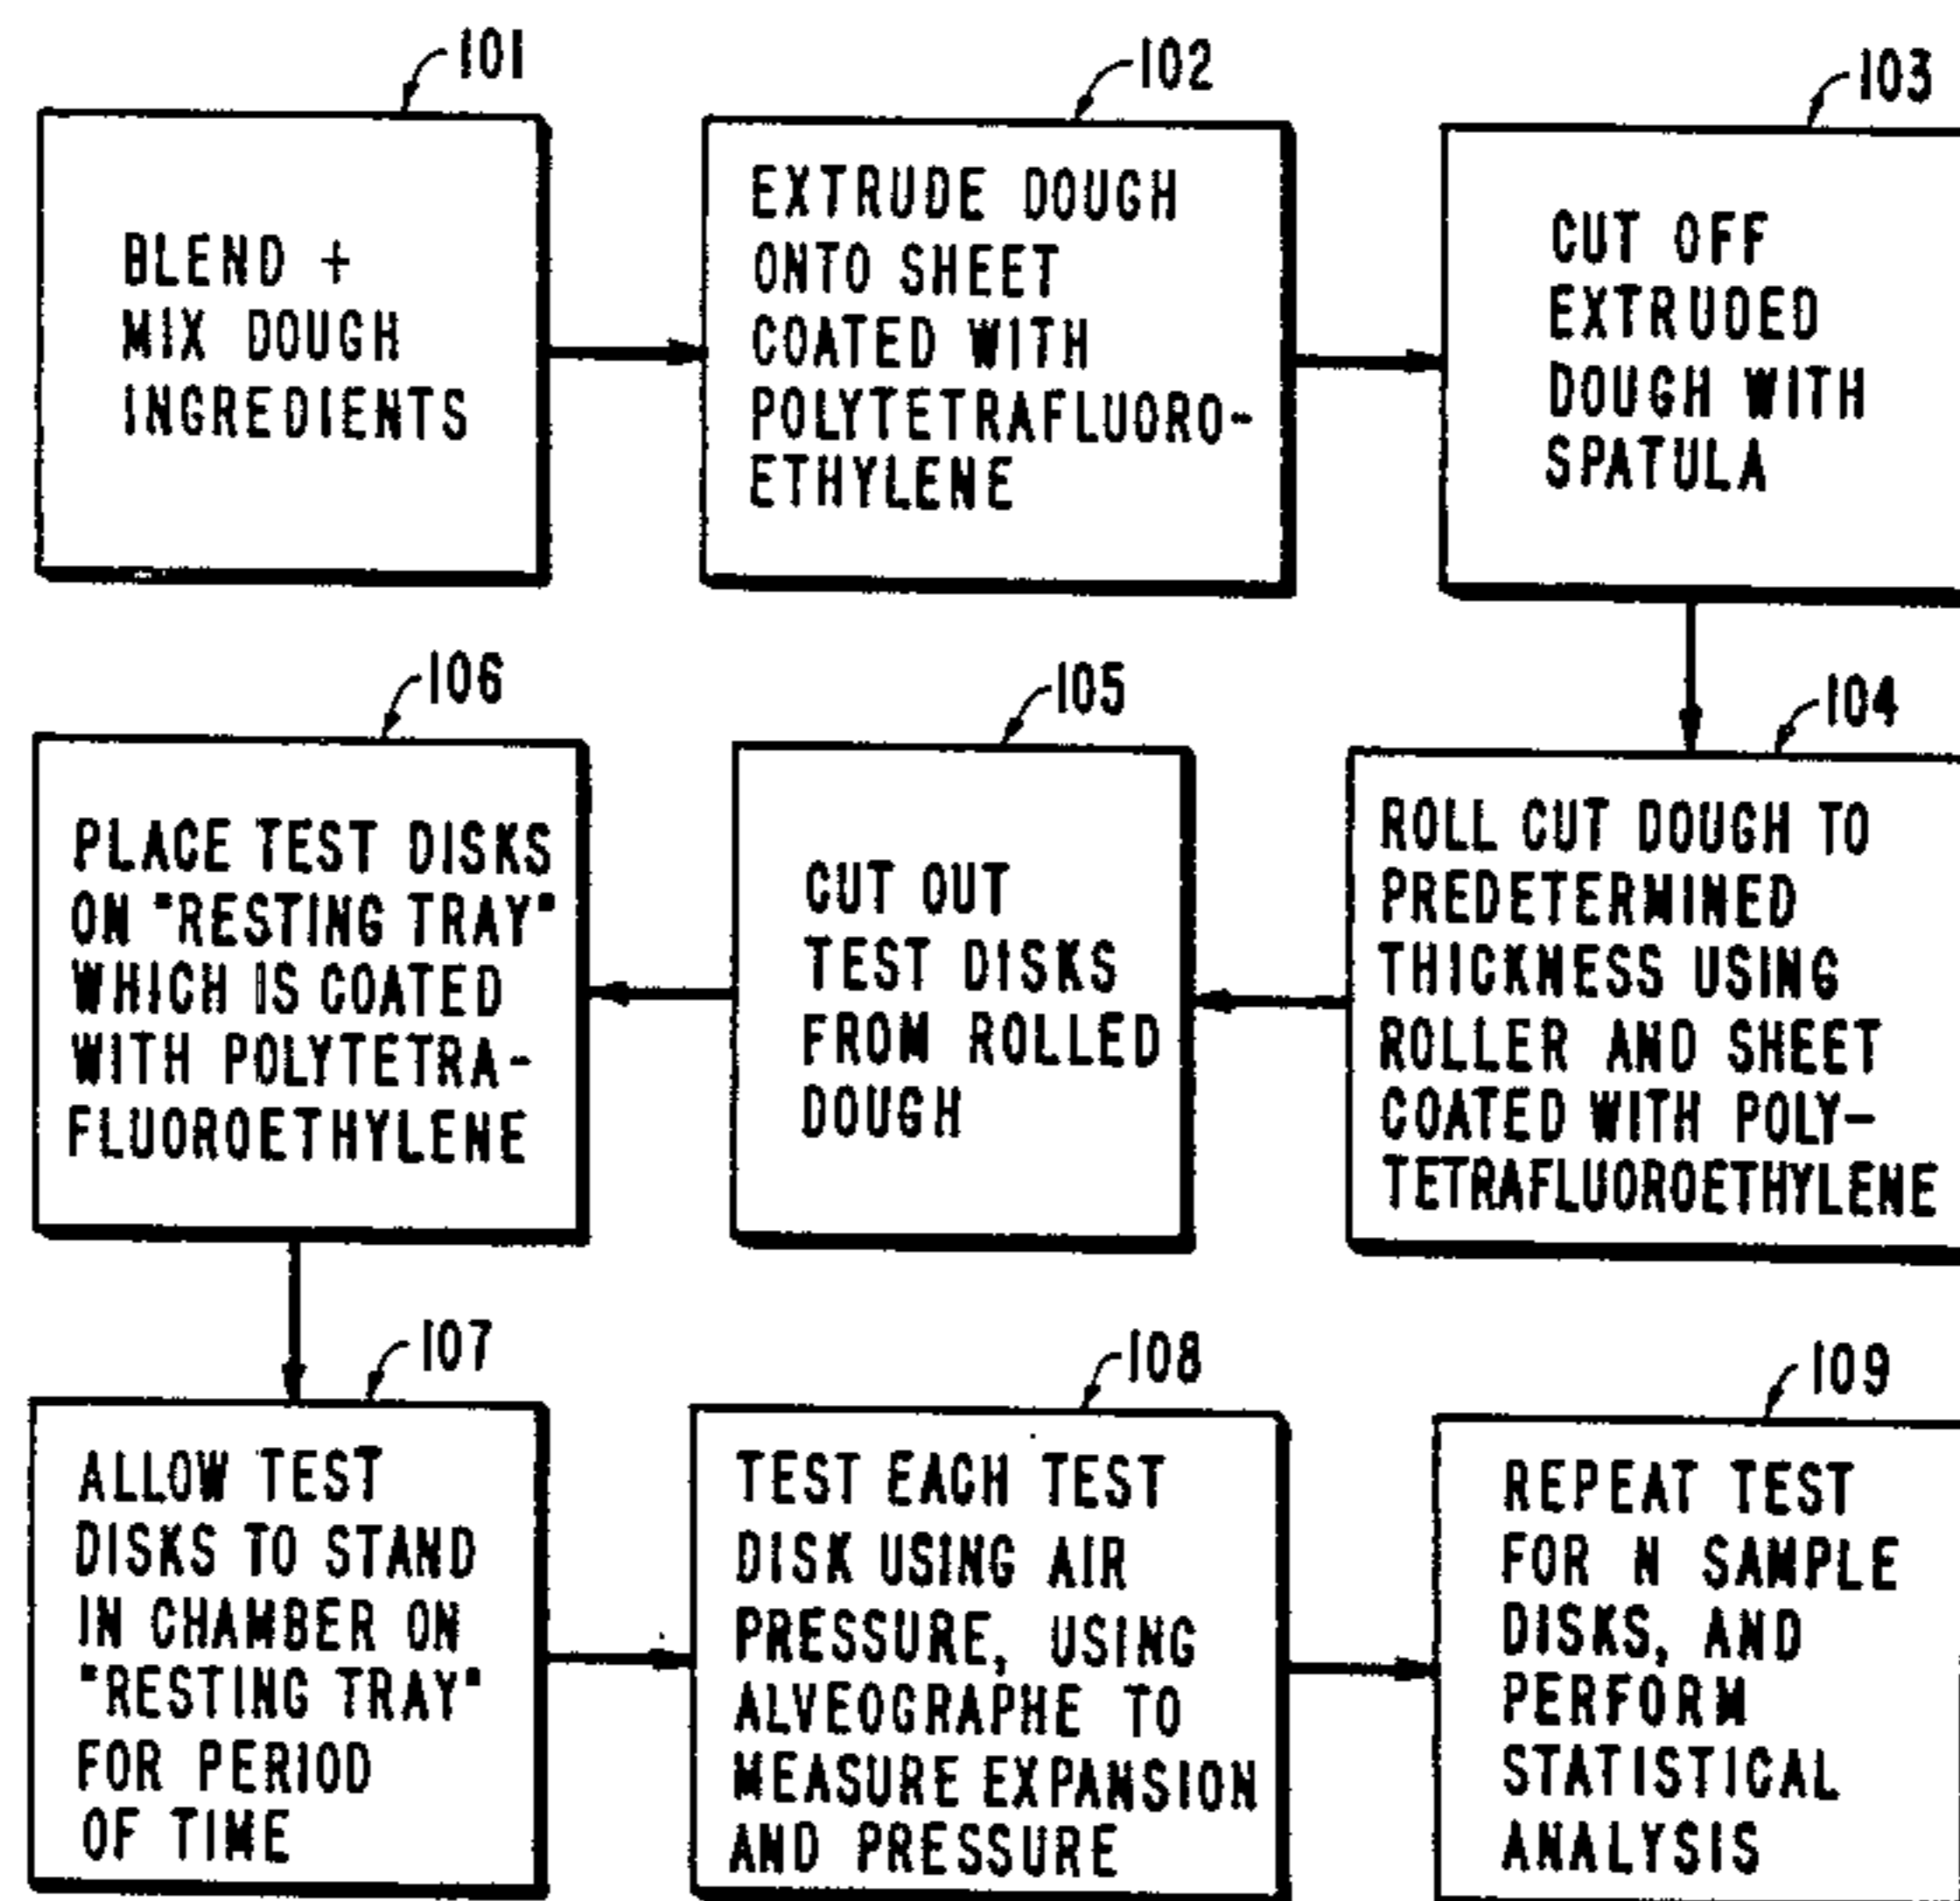 101
BLEND +
MIX DOUGH
INGREDIENTS
102
EXTRUDE DOUGH
ONTO SHEET
COATED WITH
POLYTETRAFLUORO-
ETHYLENE
103
CUT OFF
EXTRUDED
DOUGH WITH
SPATULA
104
ROLL CUT DOUGH TO
PREDETERMINED
THICKNESS USING
ROLLER AND SHEET
COATED WITH POLY-
TETRAFLUOROETHYLENE
105
CUT OUT
TEST DISKS
FROM ROLLED
DOUGH
106
PLACE TEST DISKS
ON "RESTING TRAY"
WHICH IS COATED
WITH POLYTETRA-
FLUOROETHYLENE
107
ALLOW TEST
DISKS TO STAND
IN CHAMBER ON
"RESTING TRAY"
FOR PERIOD
OF TIME
108
TEST EACH TEST
DISK USING AIR
PRESSURE, USING
ALVEOGRAPHE TO
MEASURE EXPANSION
AND PRESSURE
109
REPEAT TEST
FOR N SAMPLE
DISKS, AND
PERFORM
STATISTICAL
ANALYSIS